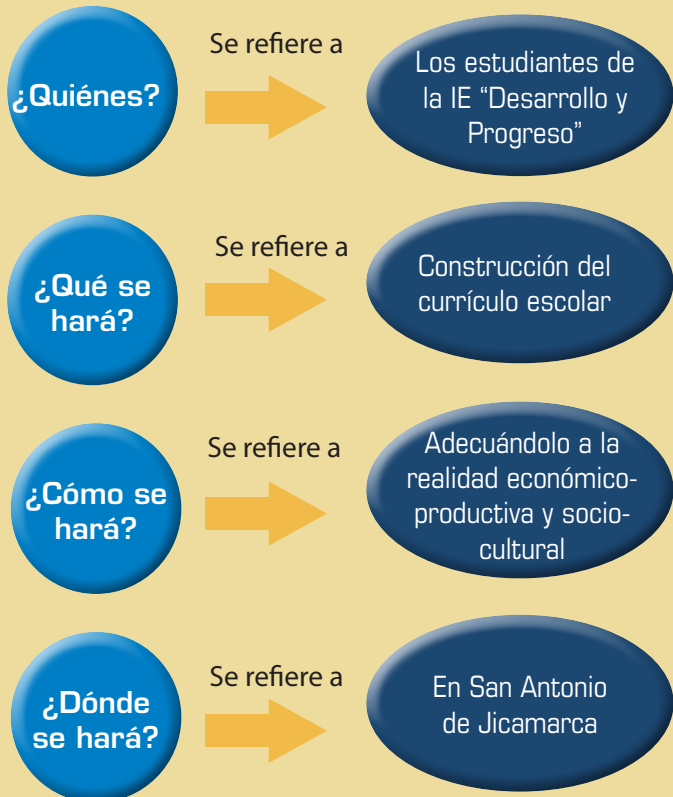 ¿Quiénes?
Se refiere a
Los estudiantes de
la IE “Desarrollo y
Progreso”
¿Qué se
hará?
Se refiere a
Construcción del
currículo escolar
¿Cómo se
hará?
Se refiere a
Adecuándolo a la
realidad económico-
productiva y socio-
cultural
¿Dónde
se hará?
Se refiere a
En San Antonio
de Jicamarca